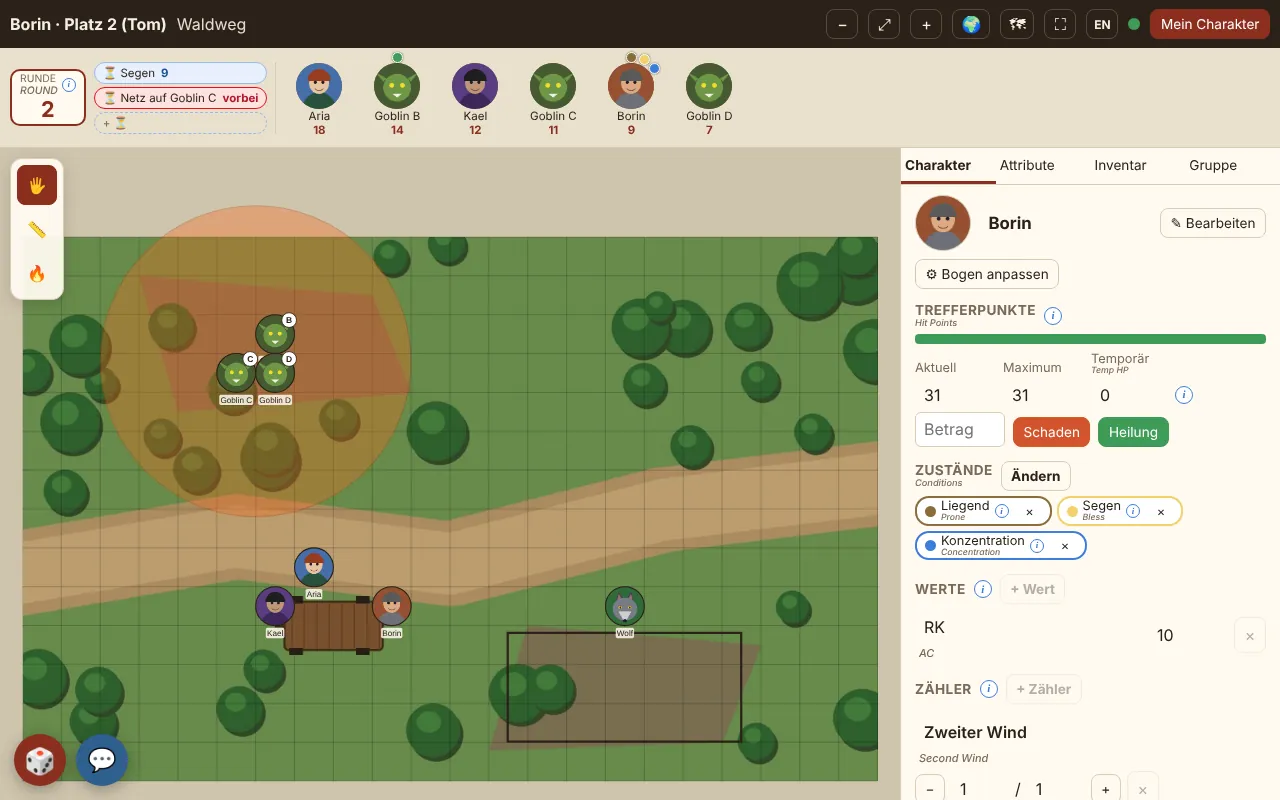 Borin · Platz 2 (Tom) Waldweg
− ⤢ + EN Mein Charakter
RUNDE
ROUND
2
i
⏳ Segen 9
⏳ Netz auf Goblin C vorbei
+ ⏳
Aria
18
Goblin B
14
Kael
12
Goblin C
11
Borin
9
Goblin D
7
B
C
D
Goblin C
Goblin D
Aria
Kael
Borin
Wolf
Charakter Attribute Inventar Gruppe
Borin
✎ Bearbeiten
⚙ Bogen anpassen
TREFFERPUNKTE i
Hit Points
Aktuell Maximum Temporär
Temp HP
31 31 0 i
Betrag Schaden Heilung
ZUSTÄNDE Ändern
Conditions
Liegend i ×
Prone
Segen i ×
Bless
Konzentration i ×
Concentration
WERTE i + Wert
RK 10 ×
AC
ZÄHLER i + Zähler
Zweiter Wind
Second Wind
− 1 / 1 + ×